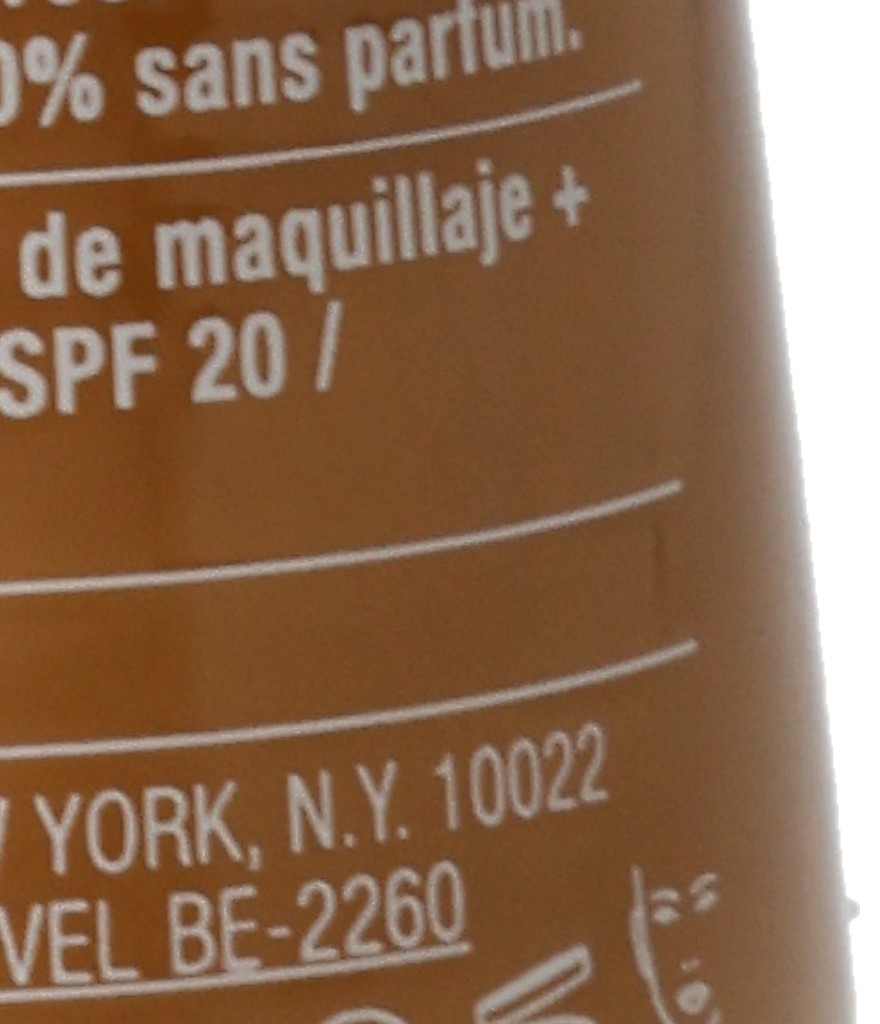 0% sans parfum.
de maquillaje +
SPF 20 /
YORK, N.Y. 10022
VEL BE-2260